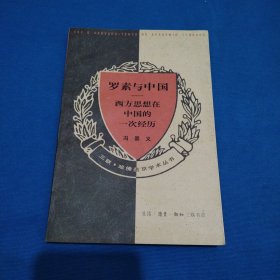 罗素与中国
西方思想在
中国的
一次经历
冯崇义
三联·哈佛燕京学术丛书
生活·读书·新知三联书店